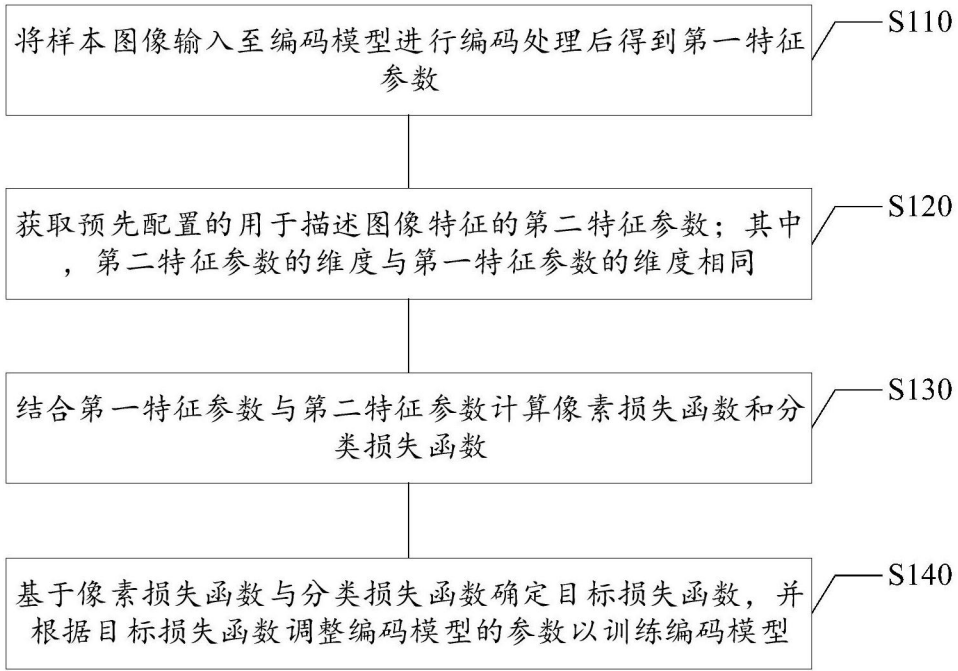 将样本图像输入至编码模型进行编码处理后得到第一特征
参数
S110
获取预先配置的用于描述图像特征的第二特征参数；其中
，第二特征参数的维度与第一特征参数的维度相同
S120
结合第一特征参数与第二特征参数计算像素损失函数和分
类损失函数
S130
基于像素损失函数与分类损失函数确定目标损失函数，并
根据目标损失函数调整编码模型的参数以训练编码模型
S140